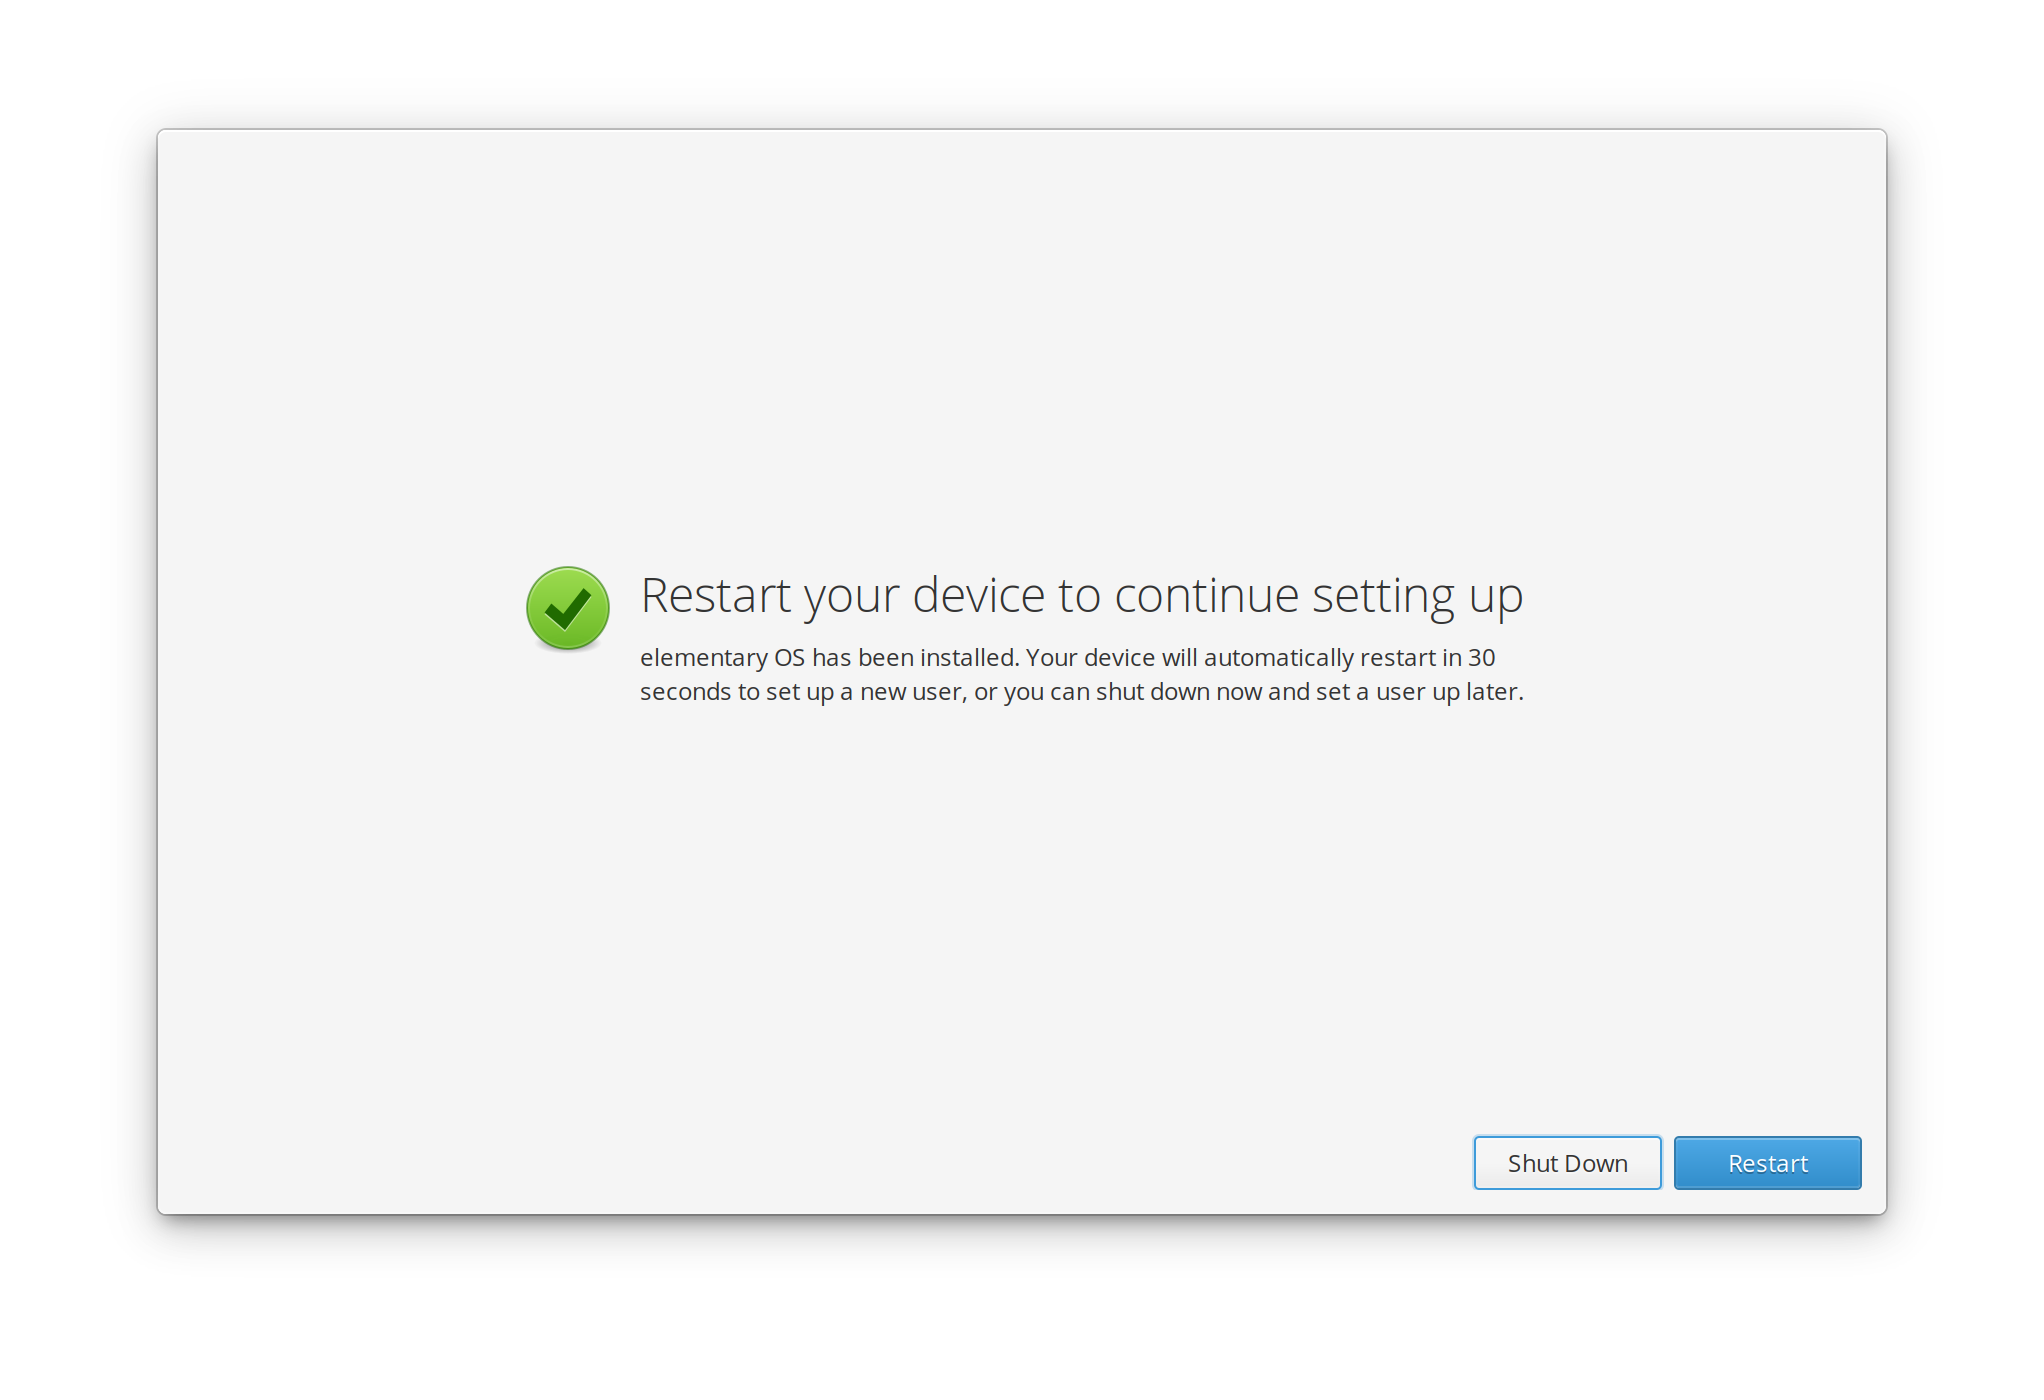 Restart your device to continue setting up
elementary OS has been installed. Your device will automatically restart in 30
seconds to set up a new user, or you can shut down now and set a user up later.
Shut Down
Restart